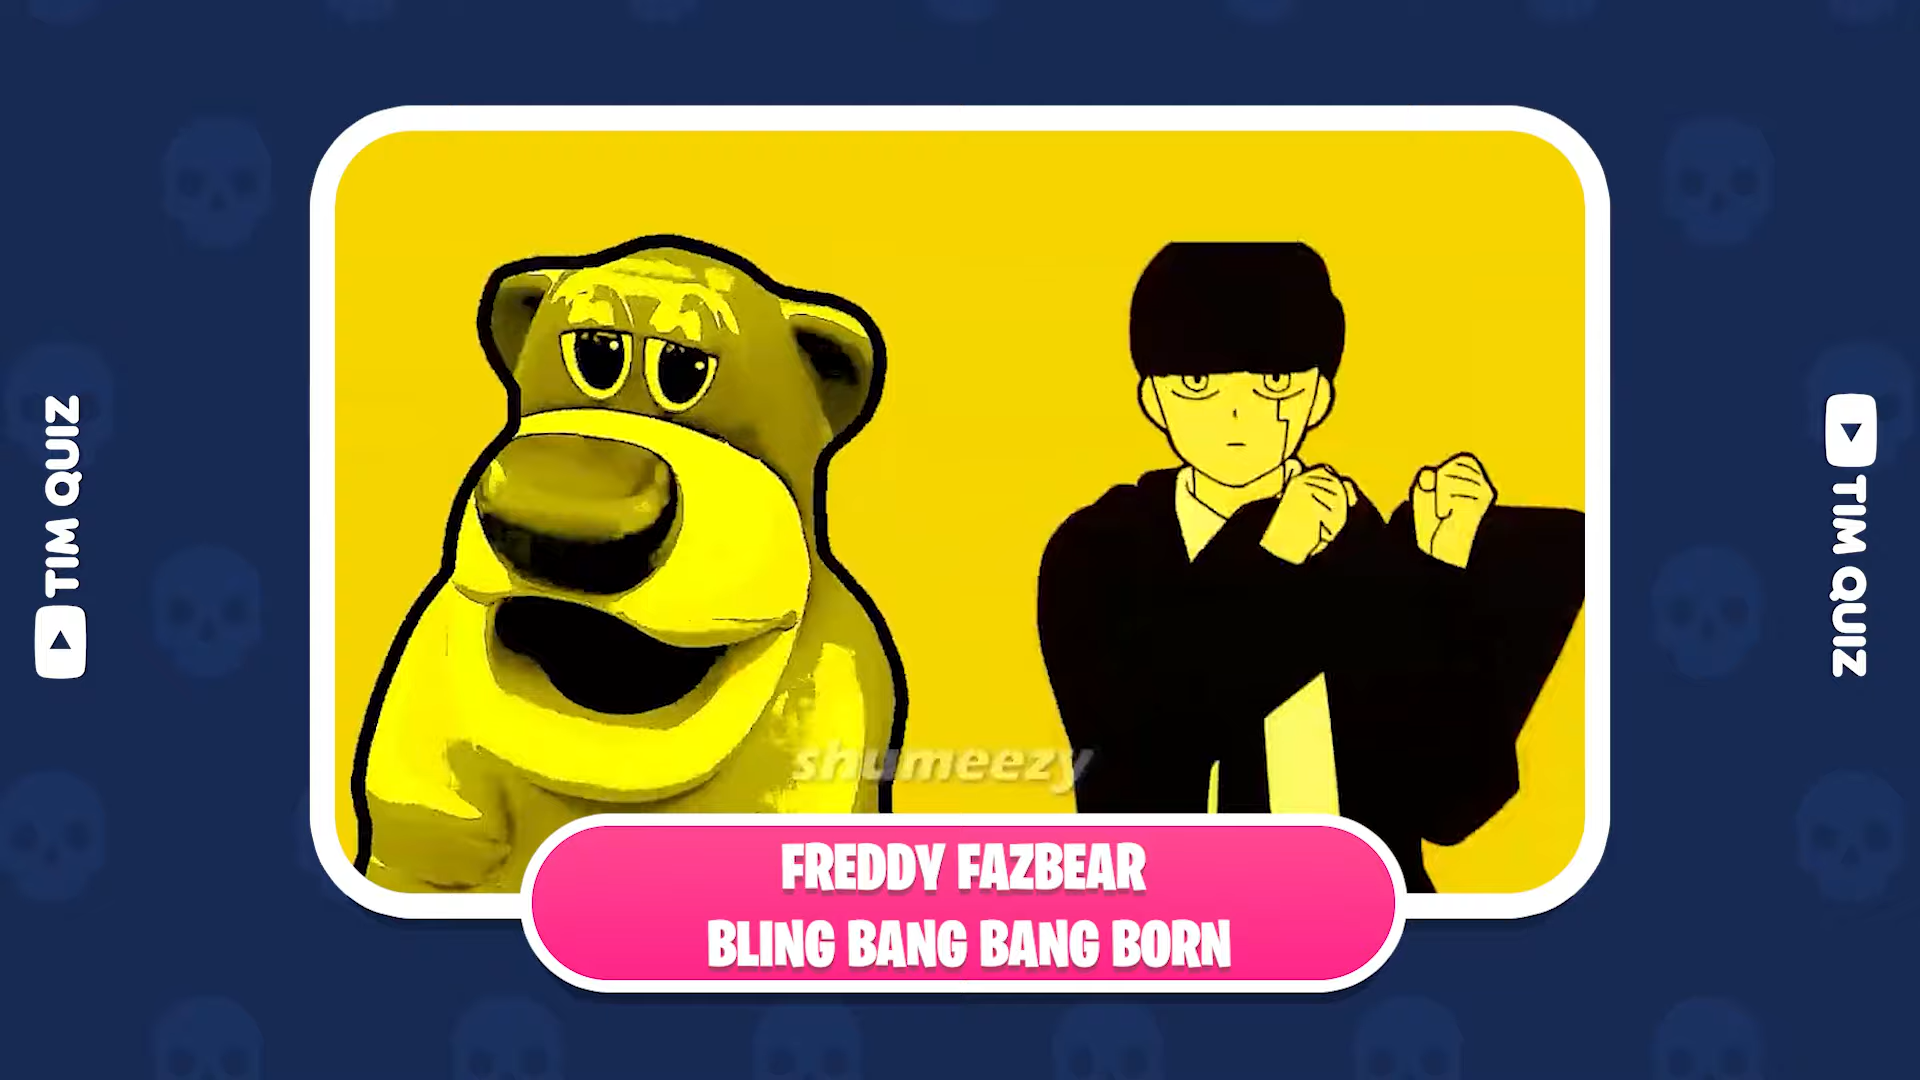 TIM QUIZ
shumeezy
FREDDY FAZBEAR
BLING BANG BANG BORN
TIM QUIZ